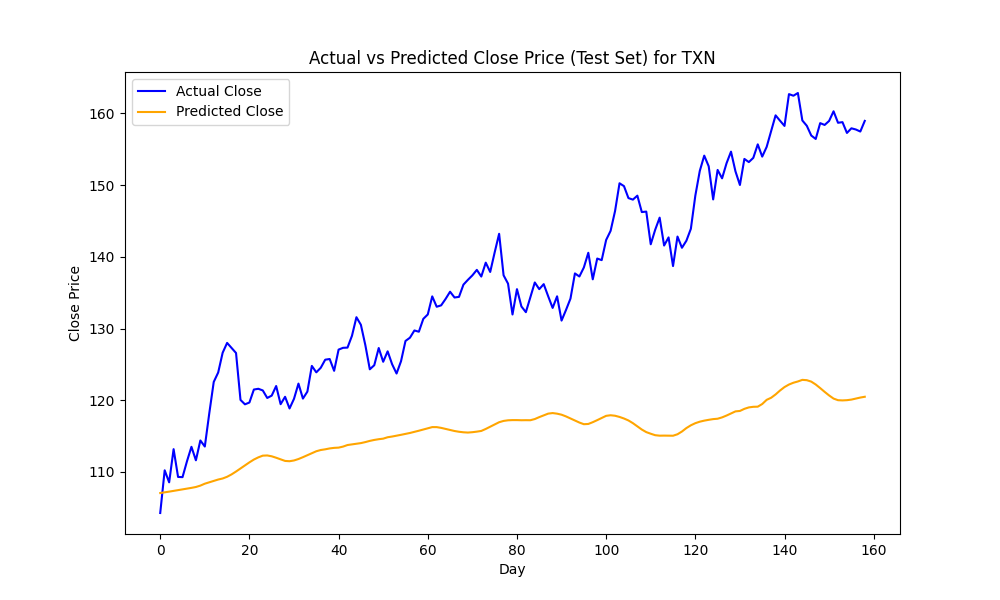 Actual vs Predicted Close Price (Test Set) for TXN
Actual Close
Predicted Close
160
150
140
130
120
110
Close Price
0 20 40 60 80 100 120 140 160
Day